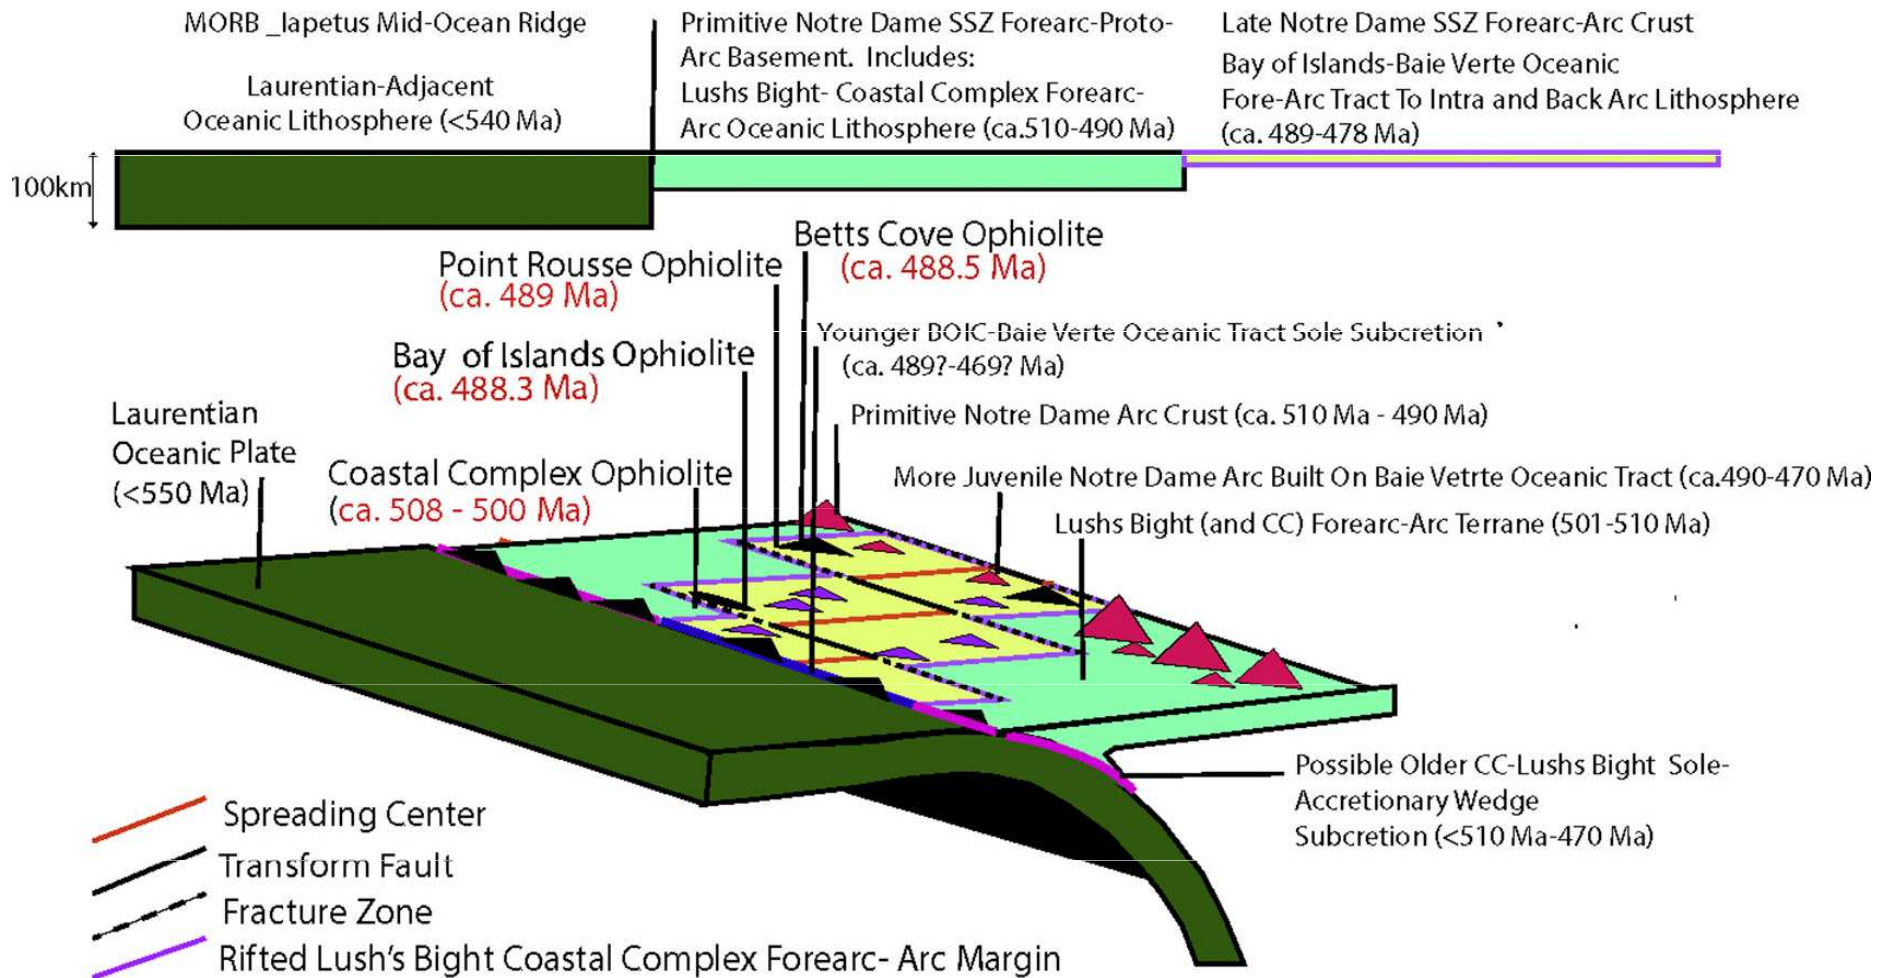 MORB _Iapetus Mid-Ocean Ridge
Laurentian-Adjacent
Oceanic Lithosphere (<540 Ma)
Primitive Notre Dame SSZ Forearc-Proto-
Arc Basement. Includes:
Lushs Bight- Coastal Complex Forearc-
Arc Oceanic Lithosphere (ca.510-490 Ma)
Late Notre Dame SSZ Forearc-Arc Crust
Bay of Islands-Baie Verte Oceanic
Fore-Arc Tract To Intra and Back Arc Lithosphere
(ca. 489-478 Ma)
100km
Betts Cove Ophiolite
(ca. 488.5 Ma)
Point Rousse Ophiolite
(ca. 489 Ma)
Younger BOIC-Baie Verte Oceanic Tract Sole Subcretion
(ca. 489?-469? Ma)
Bay of Islands Ophiolite
(ca. 488.3 Ma)
Primitive Notre Dame Arc Crust (ca. 510 Ma - 490 Ma)
Laurentian
Oceanic Plate
(<550 Ma)
Coastal Complex Ophiolite
(ca. 508 - 500 Ma)
More Juvenile Notre Dame Arc Built On Baie Vetrte Oceanic Tract (ca.490-470 Ma)
Lushs Bight (and CC) Forearc-Arc Terrane (501-510 Ma)
Possible Older CC-Lushs Bight Sole-
Accretionary Wedge
Subcretion (<510 Ma-470 Ma)
Spreading Center
Transform Fault
Fracture Zone
Rifted Lush's Bight Coastal Complex Forearc- Arc Margin